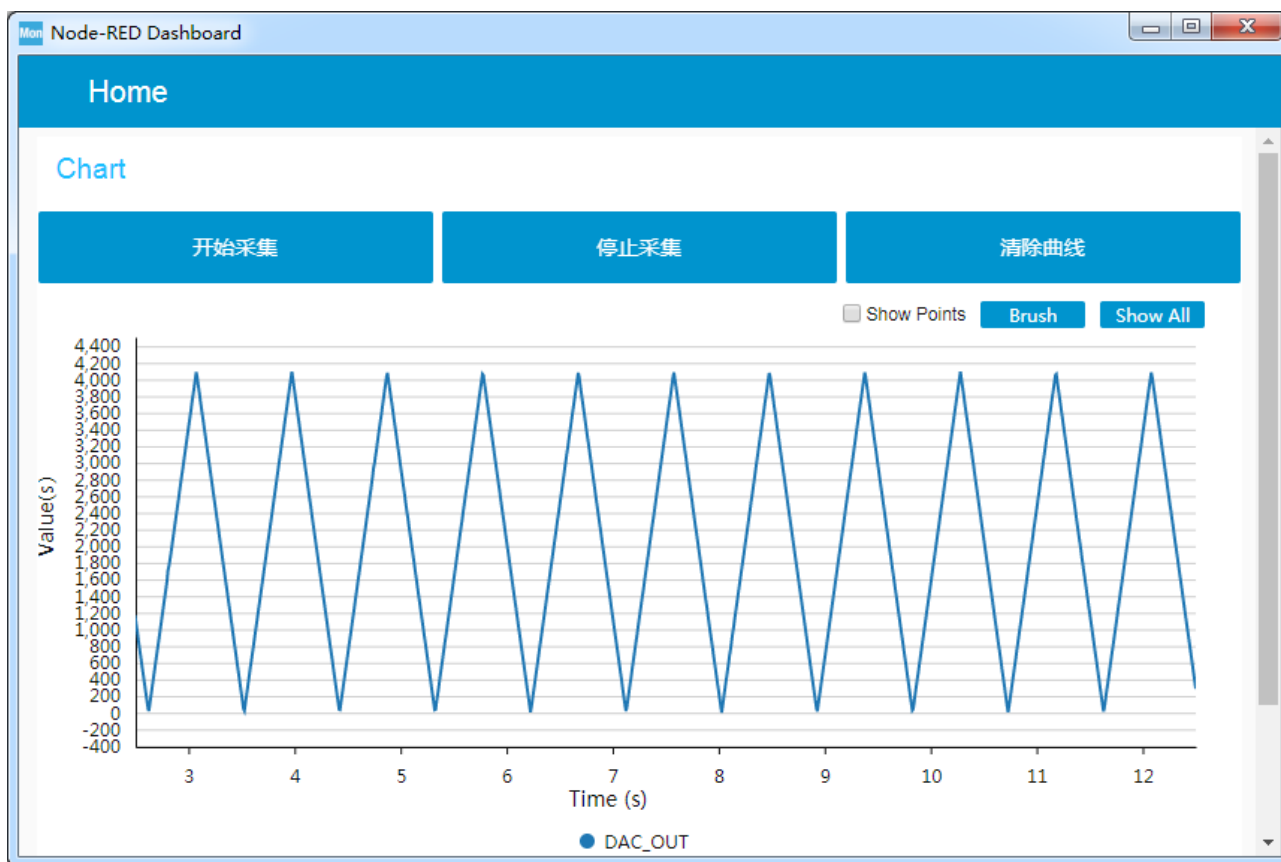 Mon Node-RED Dashboard
Home
Chart
开始采集 停止采集 清除曲线
Show Points Brush Show All
4,400
4,200
4,000
3,800
3,600
3,400
3,200
3,000
2,800
2,600
2,400
2,200
2,000
1,800
1,600
1,400
1,200
1,000
800
600
400
200
0
-200
-400
Value(s)
3 4 5 6 7 8 9 10 11 12
Time (s)
DAC_OUT